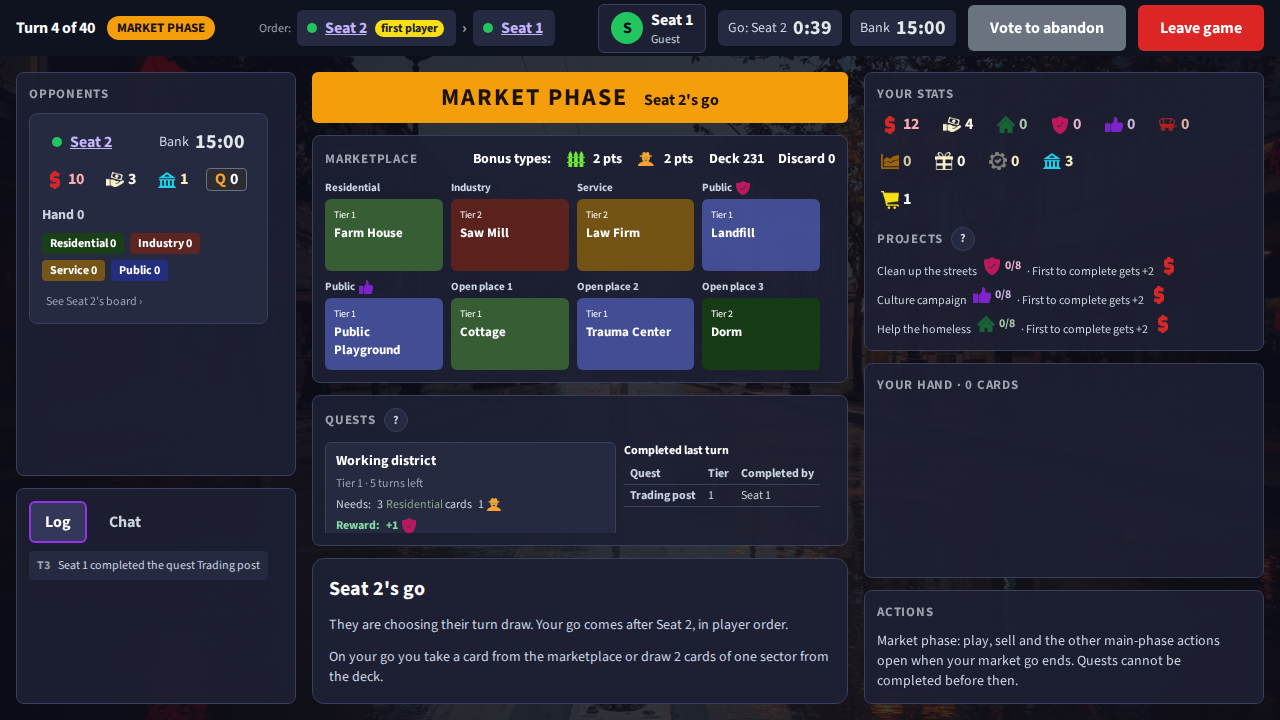 Turn 4 of 40 MARKET PHASE Order: Seat 2 first player › Seat 1 S Seat 1 Guest Go: Seat 2 0:39 Bank 15:00 Vote to abandon Leave game
OPPONENTS
Seat 2 Bank 15:00
10 3 1 Q 0
Hand 0
Residential 0 Industry 0
Service 0 Public 0
See Seat 2's board ›
Log Chat
T3 Seat 1 completed the quest Trading post
MARKET PHASE Seat 2's go
MARKETPLACE Bonus types: 2 pts 2 pts Deck 231 Discard 0
Residential Industry Service Public
Tier 1 Tier 2 Tier 2 Tier 1
Farm House Saw Mill Law Firm Landfill
Public Open place 1 Open place 2 Open place 3
Tier 1 Tier 1 Tier 1 Tier 2
Public Cottage Trauma Center Dorm
Playground
QUESTS ?
Working district
Tier 1 · 5 turns left
Needs: 3 Residential cards 1
Reward: +1
Completed last turn
Quest Tier Completed by
Trading post 1 Seat 1
Seat 2's go
They are choosing their turn draw. Your go comes after Seat 2, in player order.
On your go you take a card from the marketplace or draw 2 cards of one sector from
the deck.
YOUR STATS
12 4 0 0 0 0
0 0 0 3
1
PROJECTS ?
Clean up the streets 0/8 · First to complete gets +2
Culture campaign 0/8 · First to complete gets +2
Help the homeless 0/8 · First to complete gets +2
YOUR HAND · 0 CARDS
ACTIONS
Market phase: play, sell and the other main-phase actions
open when your market go ends. Quests cannot be
completed before then.